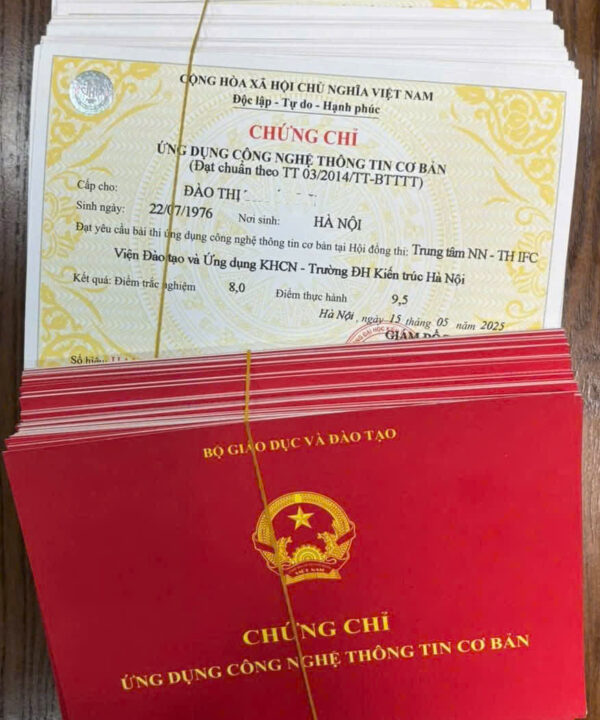 CỘNG HÒA XÃ HỘI CHỦ NGHĨA VIỆT NAM
Độc lập - Tự do - Hạnh phúc
CHỨNG CHỈ
ỨNG DỤNG CÔNG NGHỆ THÔNG TIN CƠ BẢN
(Đạt chuẩn theo TT 03/2014/TT-BTTTT)
Cấp cho: ĐÀO THỊ
Sinh ngày: 22/07/1976 Nơi sinh: HÀ NỘI
Đạt yêu cầu bài thi ứng dụng công nghệ thông tin cơ bản tại Hội đồng thi: Trung tâm NN - TH IFC
Viện Đào tạo và Ứng dụng KHCN - Trường ĐH Kiến trúc Hà Nội
Kết quả: Điểm trắc nghiệm 8,0 Điểm thực hành 9,5
Hà Nội, ngày 15 tháng 05 năm 2025
GIÁM ĐỐC
Số hiệu:
BỘ GIÁO DỤC VÀ ĐÀO TẠO
VIỆT NAM
CHỨNG CHỈ
ỨNG DỤNG CÔNG NGHỆ THÔNG TIN CƠ BẢN